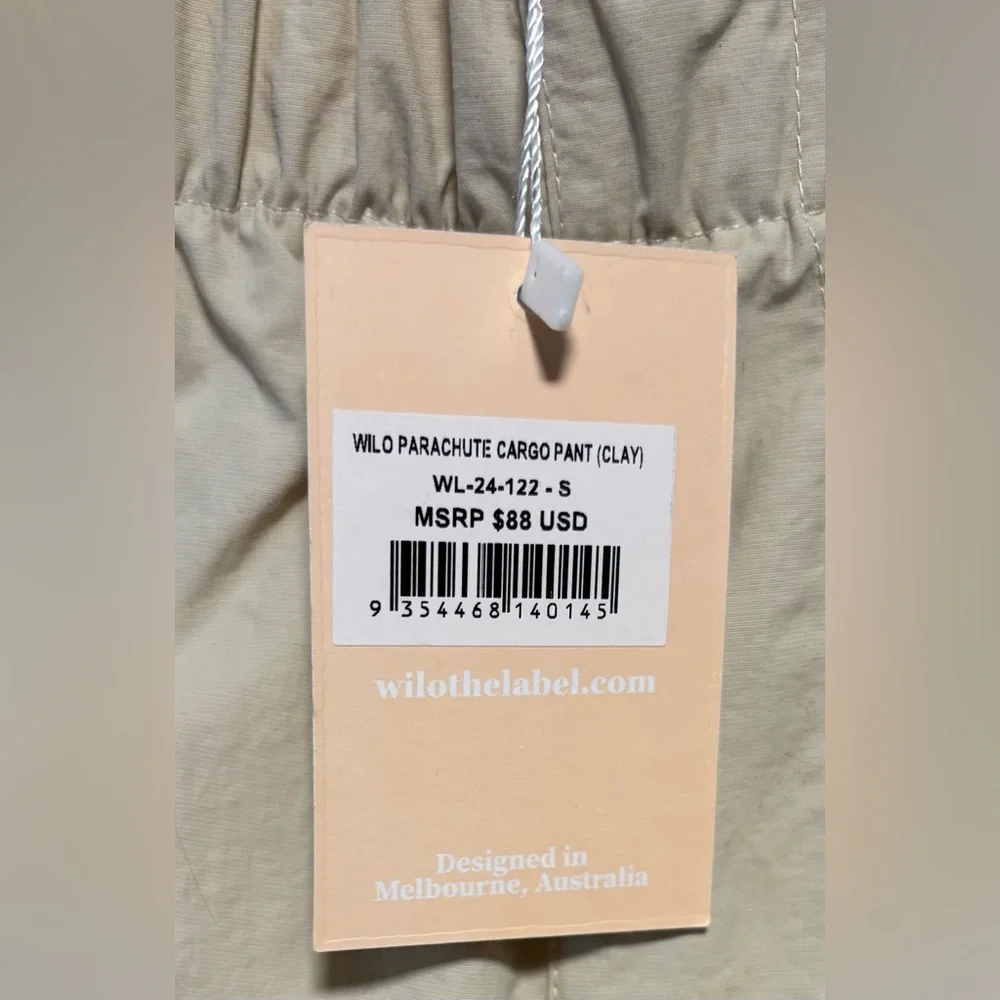 WILO PARACHUTE CARGO PANT (CLAY)
WL-24-122 - S
MSRP $88 USD
9 354468 140145
wilothelabel.com
Designed in
Melbourne, Australia